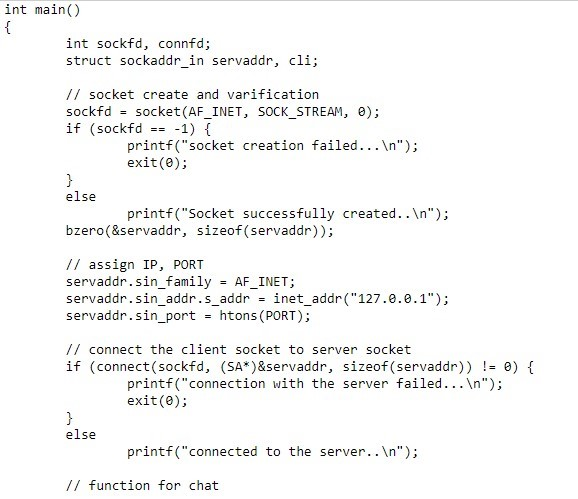 int main()
{
        int sockfd, connfd;
        struct sockaddr_in servaddr, cli;

        // socket create and varification
        sockfd = socket(AF_INET, SOCK_STREAM, 0);
        if (sockfd == -1) {
                printf("socket creation failed...\n");
                exit(0);
        }
        else
                printf("Socket successfully created..\n");
        bzero(&servaddr, sizeof(servaddr));

        // assign IP, PORT
        servaddr.sin_family = AF_INET;
        servaddr.sin_addr.s_addr = inet_addr("127.0.0.1");
        servaddr.sin_port = htons(PORT);

        // connect the client socket to server socket
        if (connect(sockfd, (SA*)&servaddr, sizeof(servaddr)) != 0) {
                printf("connection with the server failed...\n");
                exit(0);
        }
        else
                printf("connected to the server..\n");

        // function for chat